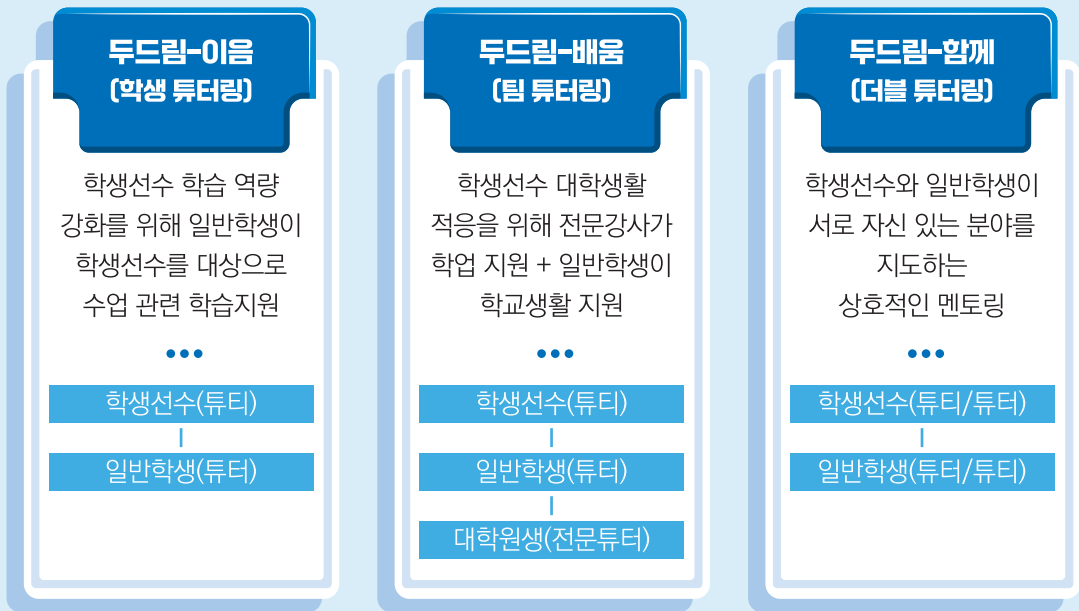 두드림-이음
(학생 튜터링)
학생선수 학습 역량
강화를 위해 일반학생이
학생선수를 대상으로
수업 관련 학습지원
•••
학생선수(튜티)
일반학생(튜터)
두드림-배움
(팀 튜터링)
학생선수 대학생활
적응을 위해 전문강사가
학업 지원 + 일반학생이
학교생활 지원
•••
학생선수(튜티)
일반학생(튜터)
대학원생(전문튜터)
두드림-함께
(더블 튜터링)
학생선수와 일반학생이
서로 자신 있는 분야를
지도하는
상호적인 멘토링
•••
학생선수(튜티/튜터)
일반학생(튜터/튜티)